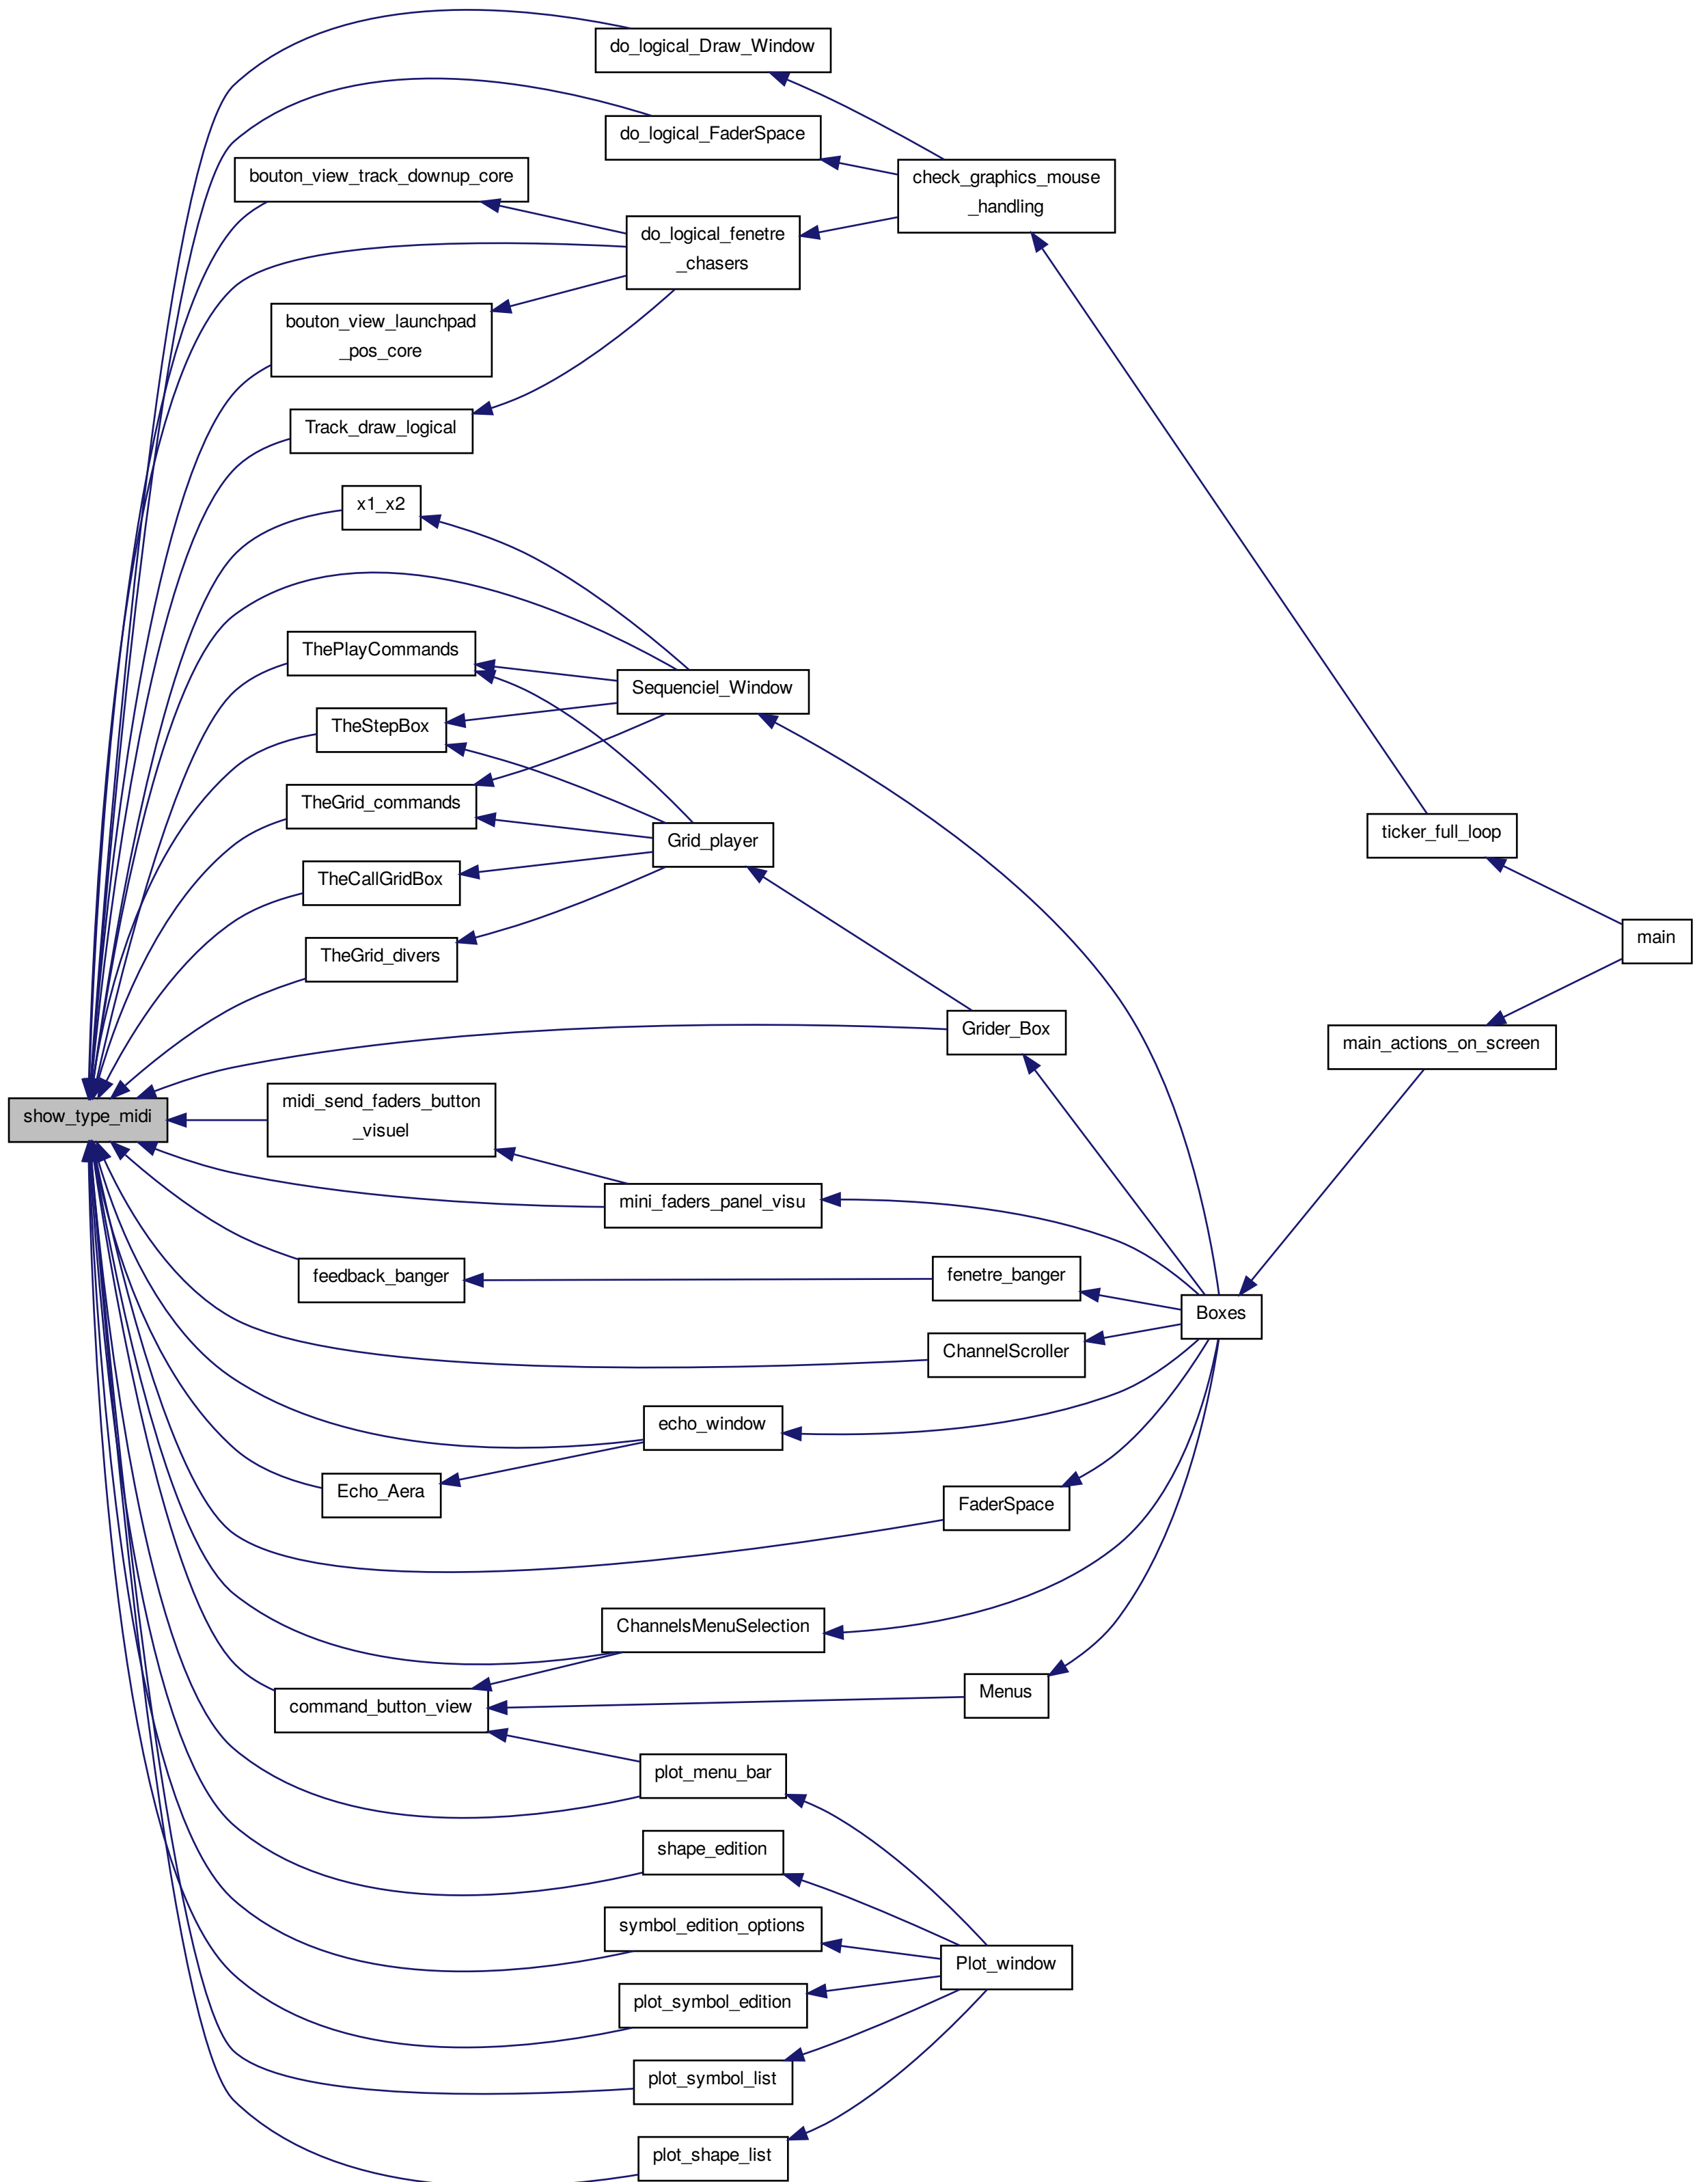 do_logical_Draw_Window
do_logical_FaderSpace
bouton_view_track_downup_core
check_graphics_mouse
_handling
do_logical_fenetre
_chasers
bouton_view_launchpad
_pos_core
Track_draw_logical
x1_x2
ThePlayCommands
Sequenciel_Window
TheStepBox
TheGrid_commands
Grid_player
ticker_full_loop
TheCallGridBox
main
TheGrid_divers
Grider_Box
main_actions_on_screen
show_type_midi
midi_send_faders_button
_visuel
mini_faders_panel_visu
feedback_banger
fenetre_banger
Boxes
ChannelScroller
echo_window
Echo_Aera
FaderSpace
ChannelsMenuSelection
Menus
command_button_view
plot_menu_bar
shape_edition
symbol_edition_options
Plot_window
plot_symbol_edition
plot_symbol_list
plot_shape_list